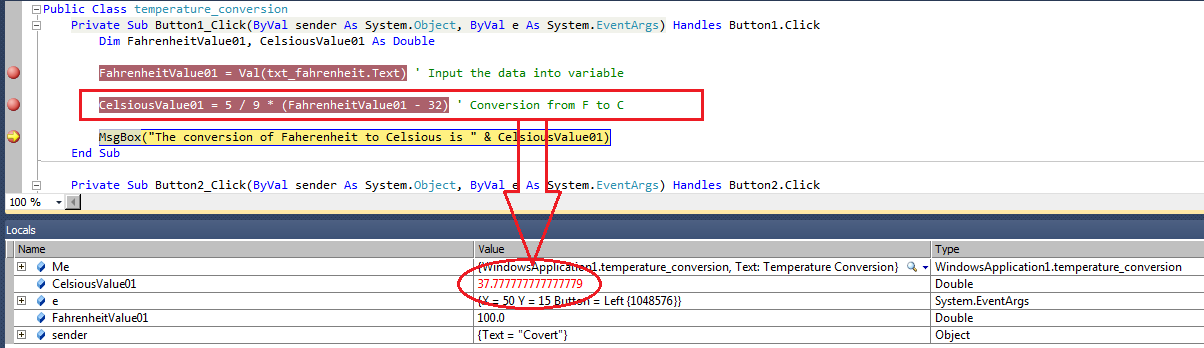 Public Class temperature_conversion
Private Sub Button1_Click(ByVal sender As System.Object, ByVal e As System.EventArgs) Handles Button1.Click
Dim FahrenheitValue01, CelsiousValue01 As Double
FahrenheitValue01 = Val(txt_fahrenheit.Text) ' Input the data into variable
CelsiousValue01 = 5 / 9 * (FahrenheitValue01 - 32) ' Conversion from F to C
MsgBox("The conversion of Faherenheit to Celsious is " & CelsiousValue01)
End Sub
Private Sub Button2_Click(ByVal sender As System.Object, ByVal e As System.EventArgs) Handles Button2.Click
100 %
Locals
Name Value Type
Me {WindowsApplication1.temperature_conversion, Text: Temperature Conversion} WindowsApplication1.temperature_conversion
CelsiousValue01 37.777777777777779 Double
e {X = 50 Y = 15 Button = Left {1048576}} System.EventArgs
FahrenheitValue01 100.0 Double
sender {Text = "Covert"} Object